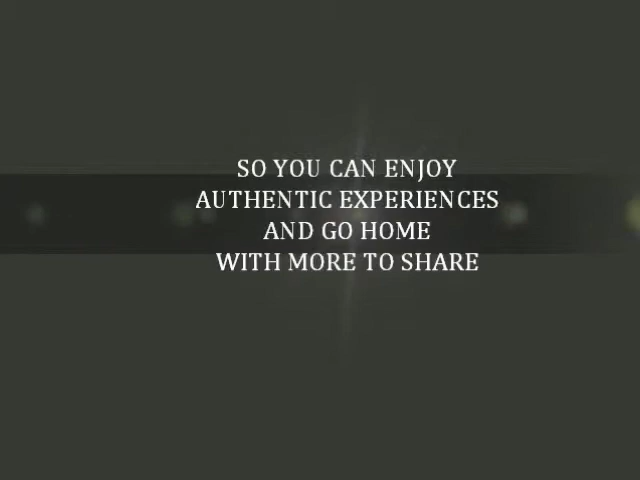 SO YOU CAN ENJOY
AUTHENTIC EXPERIENCES
AND GO HOME
WITH MORE TO SHARE